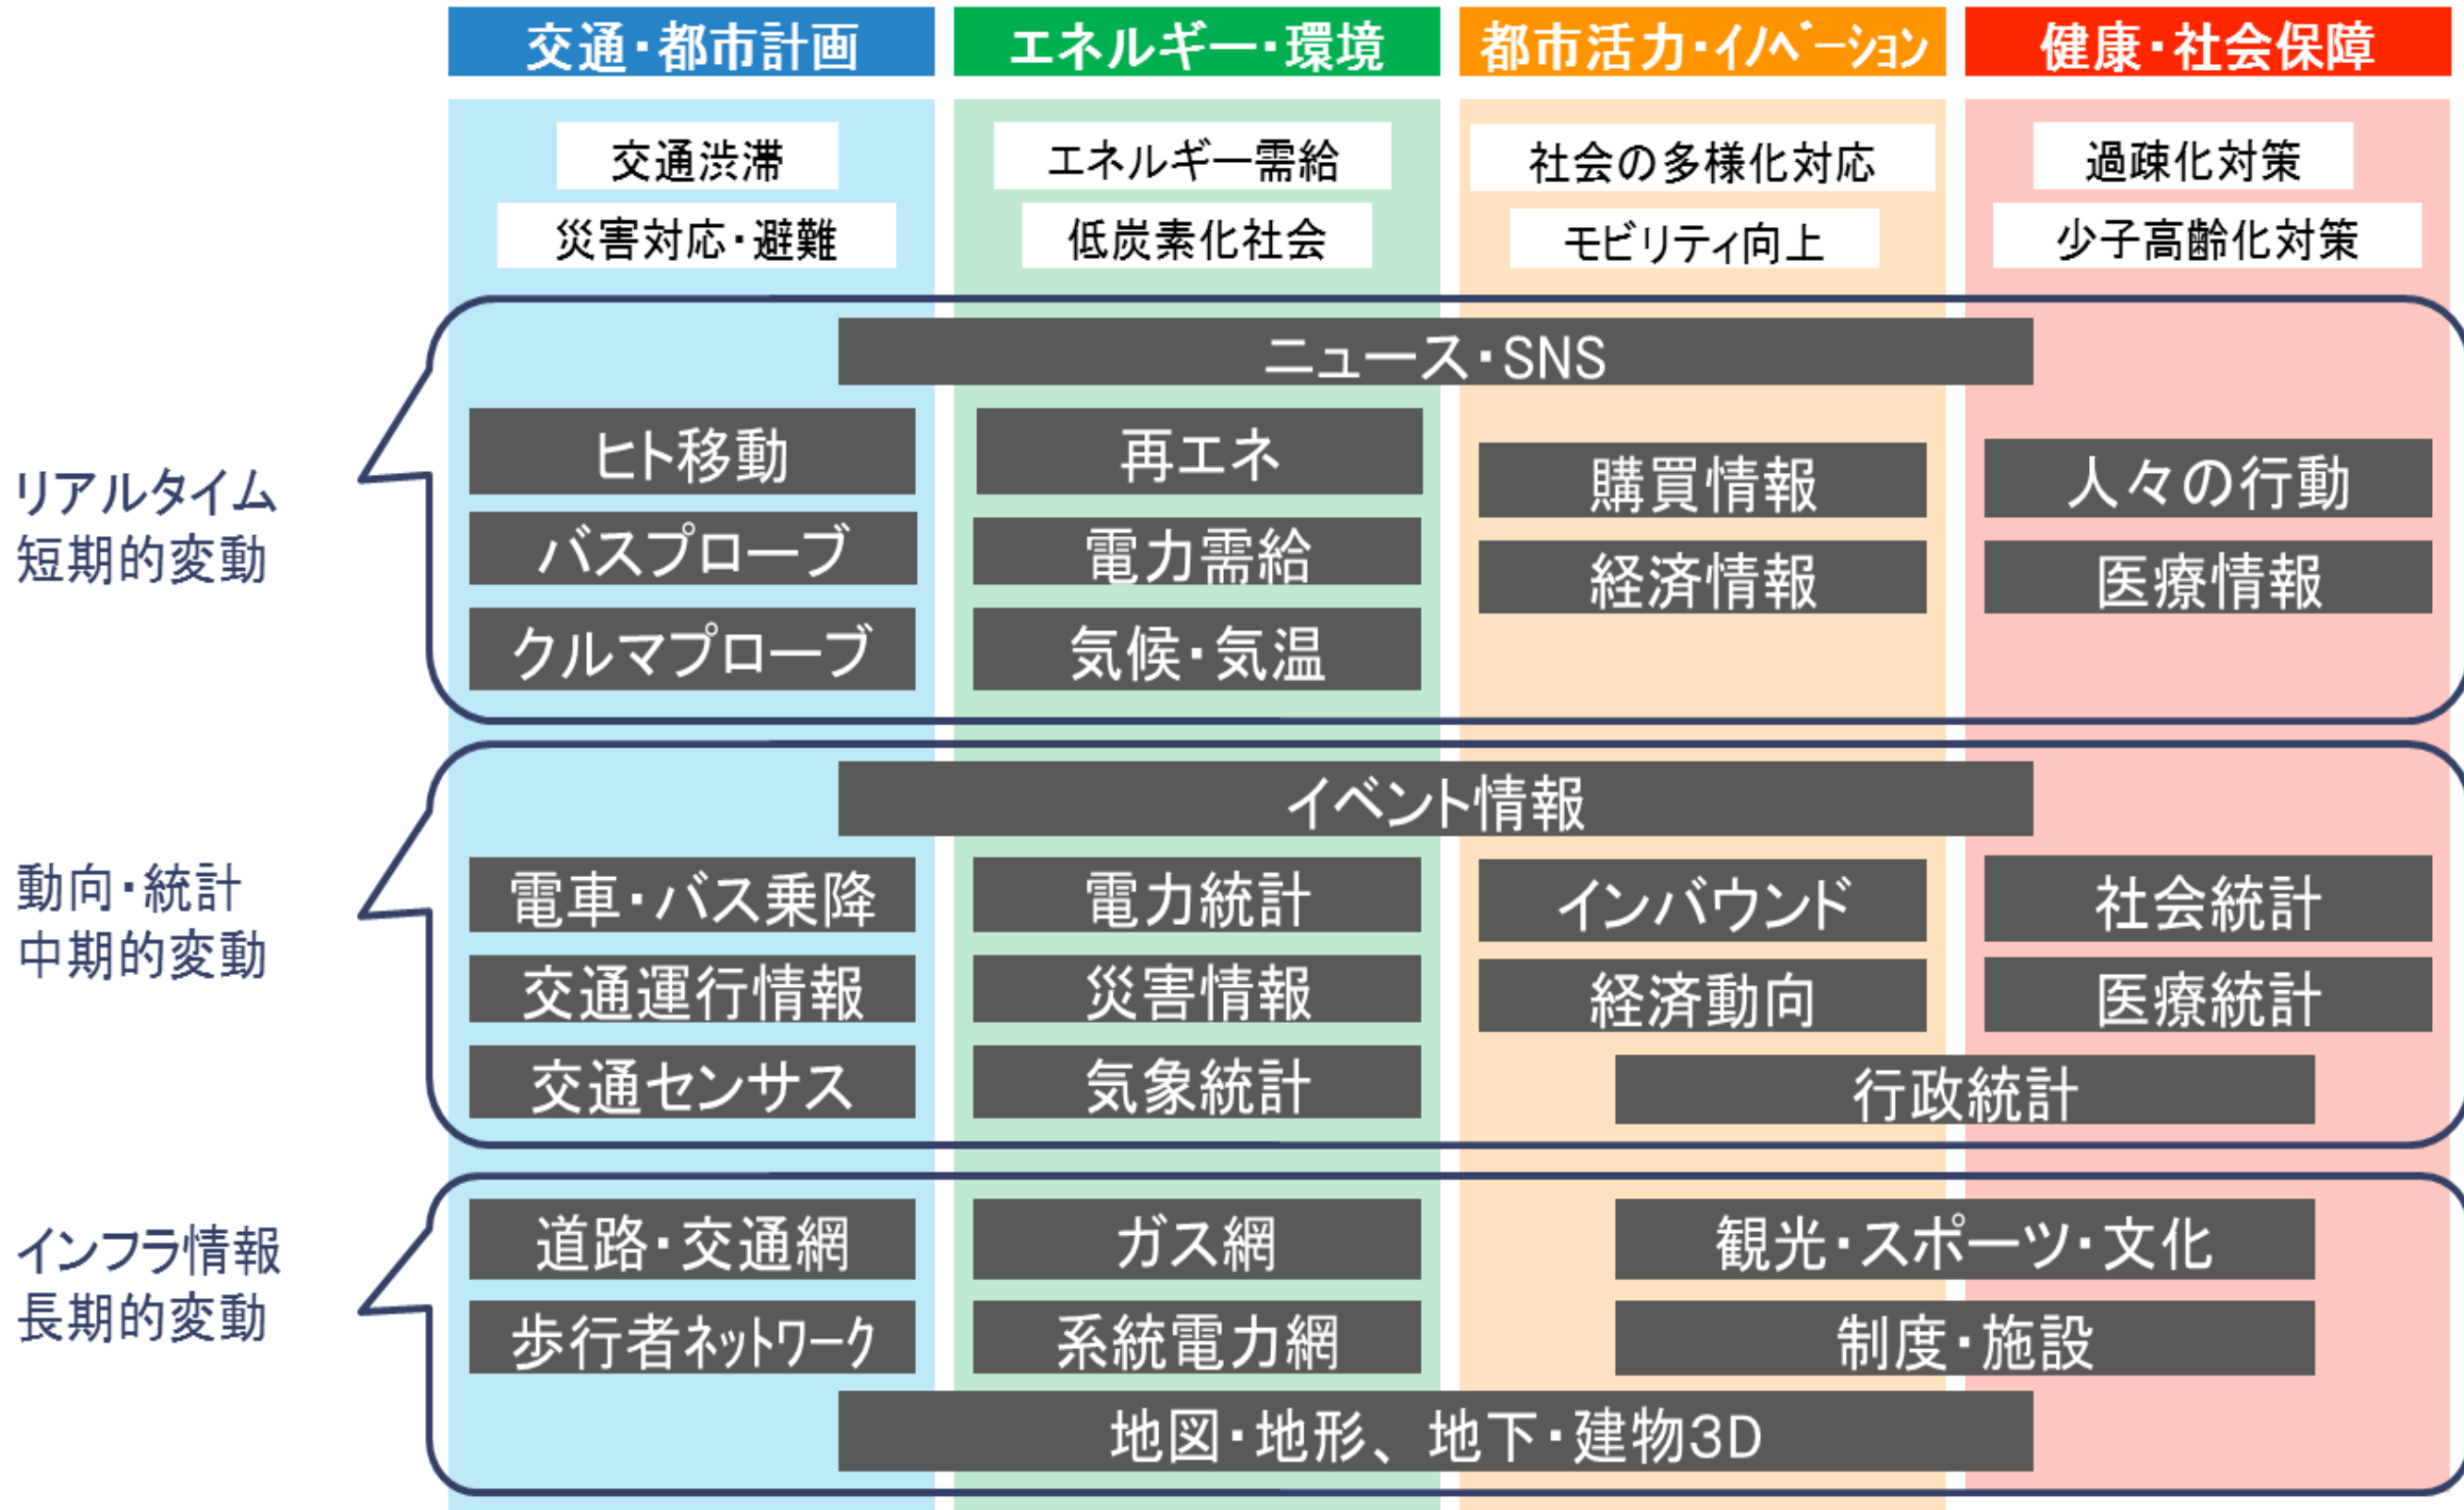 交通・都市計画
エネルギー・環境
都市活力・イノベーション
健康・社会保障
交通渋滞
エネルギー需給
社会の多様化対応
過疎化対策
災害対応・避難
低炭素化社会
モビリティ向上
少子高齢化対策
リアルタイム
短期的変動
ニュース・SNS
ヒト移動
再エネ
購買情報
人々の行動
バスプローブ
電力需給
経済情報
医療情報
クルマプローブ
気候・気温
動向・統計
中期的変動
イベント情報
電車・バス乗降
電力統計
インバウンド
社会統計
交通運行情報
災害情報
経済動向
医療統計
交通センサス
気象統計
行政統計
インフラ情報
長期的変動
道路・交通網
ガス網
観光・スポーツ・文化
歩行者ネットワーク
系統電力網
制度・施設
地図・地形、地下・建物3D